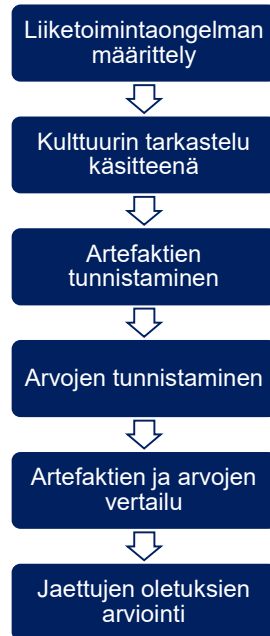 Liiketoimintaongelman
määrittely
Kulttuurin tarkastelu
käsitteenä
Artefaktien
tunnistaminen
Arvojen tunnistaminen
Artefaktien ja arvojen
vertailu
Jaettujen oletuksien
arviointi